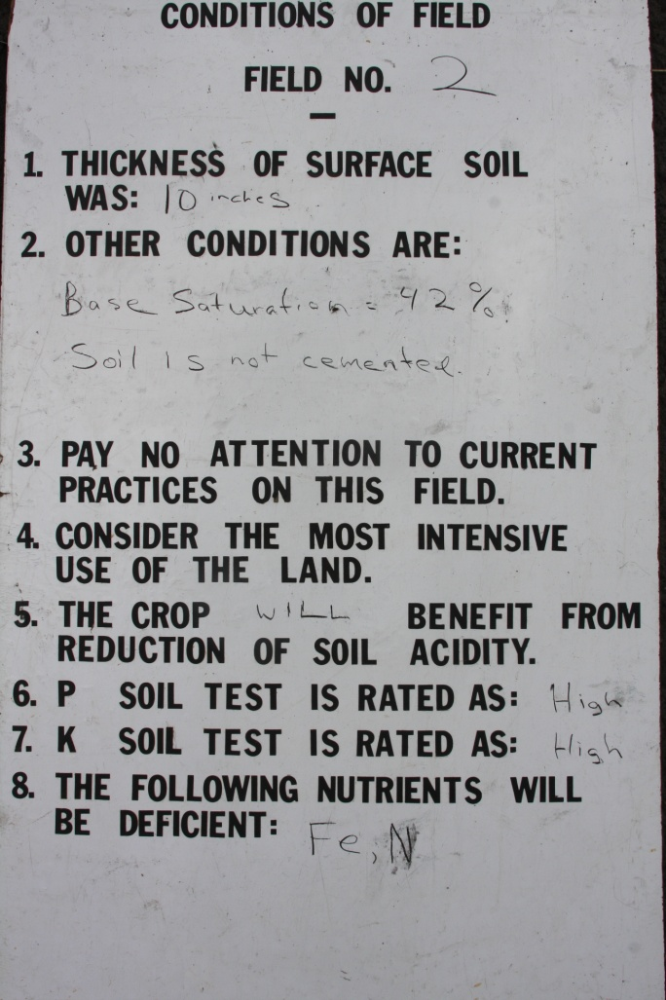 CONDITIONS OF FIELD
FIELD NO. 2
1. THICKNESS OF SURFACE SOIL
WAS: 10 inches
2. OTHER CONDITIONS ARE:
Base Saturation = 42%.
Soil is not cemented.
3. PAY NO ATTENTION TO CURRENT
PRACTICES ON THIS FIELD.
4. CONSIDER THE MOST INTENSIVE
USE OF THE LAND.
5. THE CROP WILL BENEFIT FROM
REDUCTION OF SOIL ACIDITY.
6. P SOIL TEST IS RATED AS: High
7. K SOIL TEST IS RATED AS: High
8. THE FOLLOWING NUTRIENTS WILL
BE DEFICIENT: Fe, N